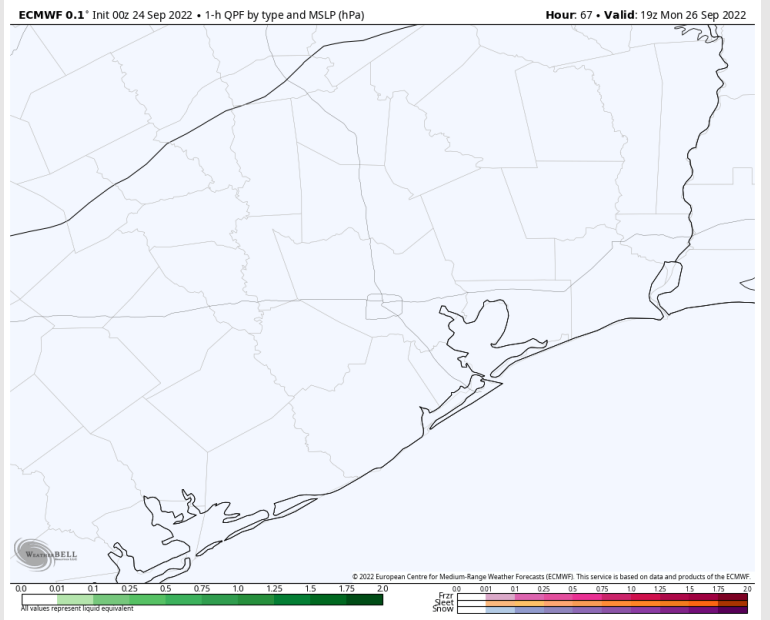 ECMWF 0.1° Init 00z 24 Sep 2022 • 1-h QPF by type and MSLP (hPa)
Hour: 67 • Valid: 19z Mon 26 Sep 2022
WEATHERBELL
© 2022 European Centre for Medium-Range Weather Forecasts (ECMWF). This service is based on data and products of the ECMWF.
0.0 0.01 0.1 0.25 0.5 0.75 1.0 1.25 1.5 1.75 2.0
All values represent liquid equivalent
0.0 0.01 0.1 0.25 0.5 0.75 1.0 1.25 1.5 1.75 2.0
Frzr
Sleet
Snow